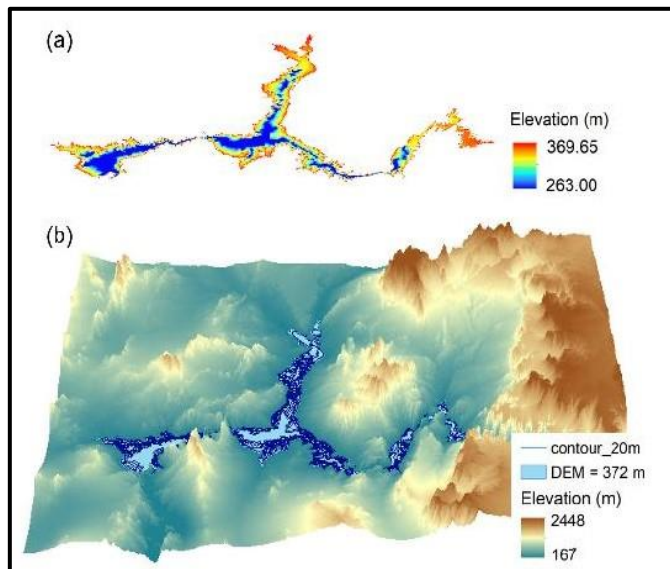 (a)
Elevation (m)
369.65
263.00
(b)
contour_20m
DEM = 372 m
Elevation (m)
2448
167